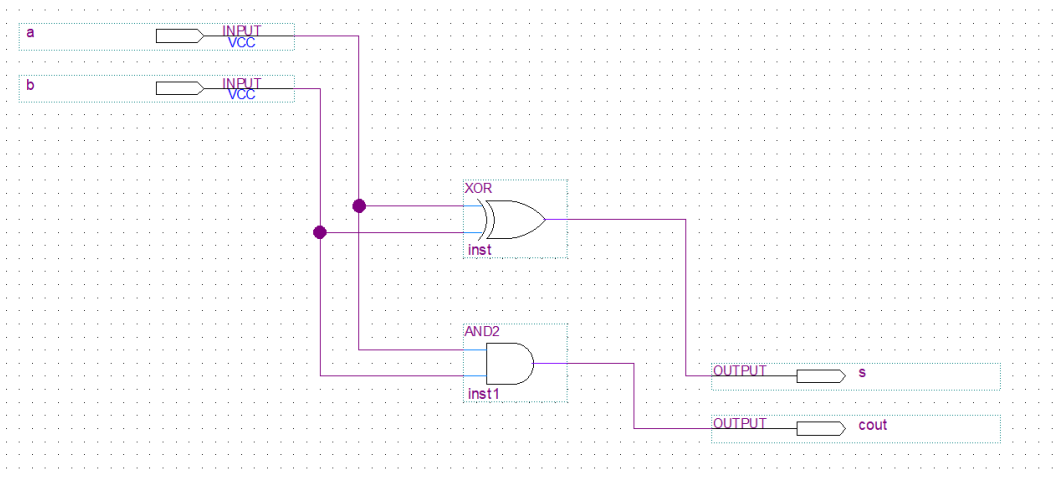 a INPUT
VCC
b INPUT
VCC
XOR
inst
AND2
inst1
OUTPUT s
OUTPUT cout